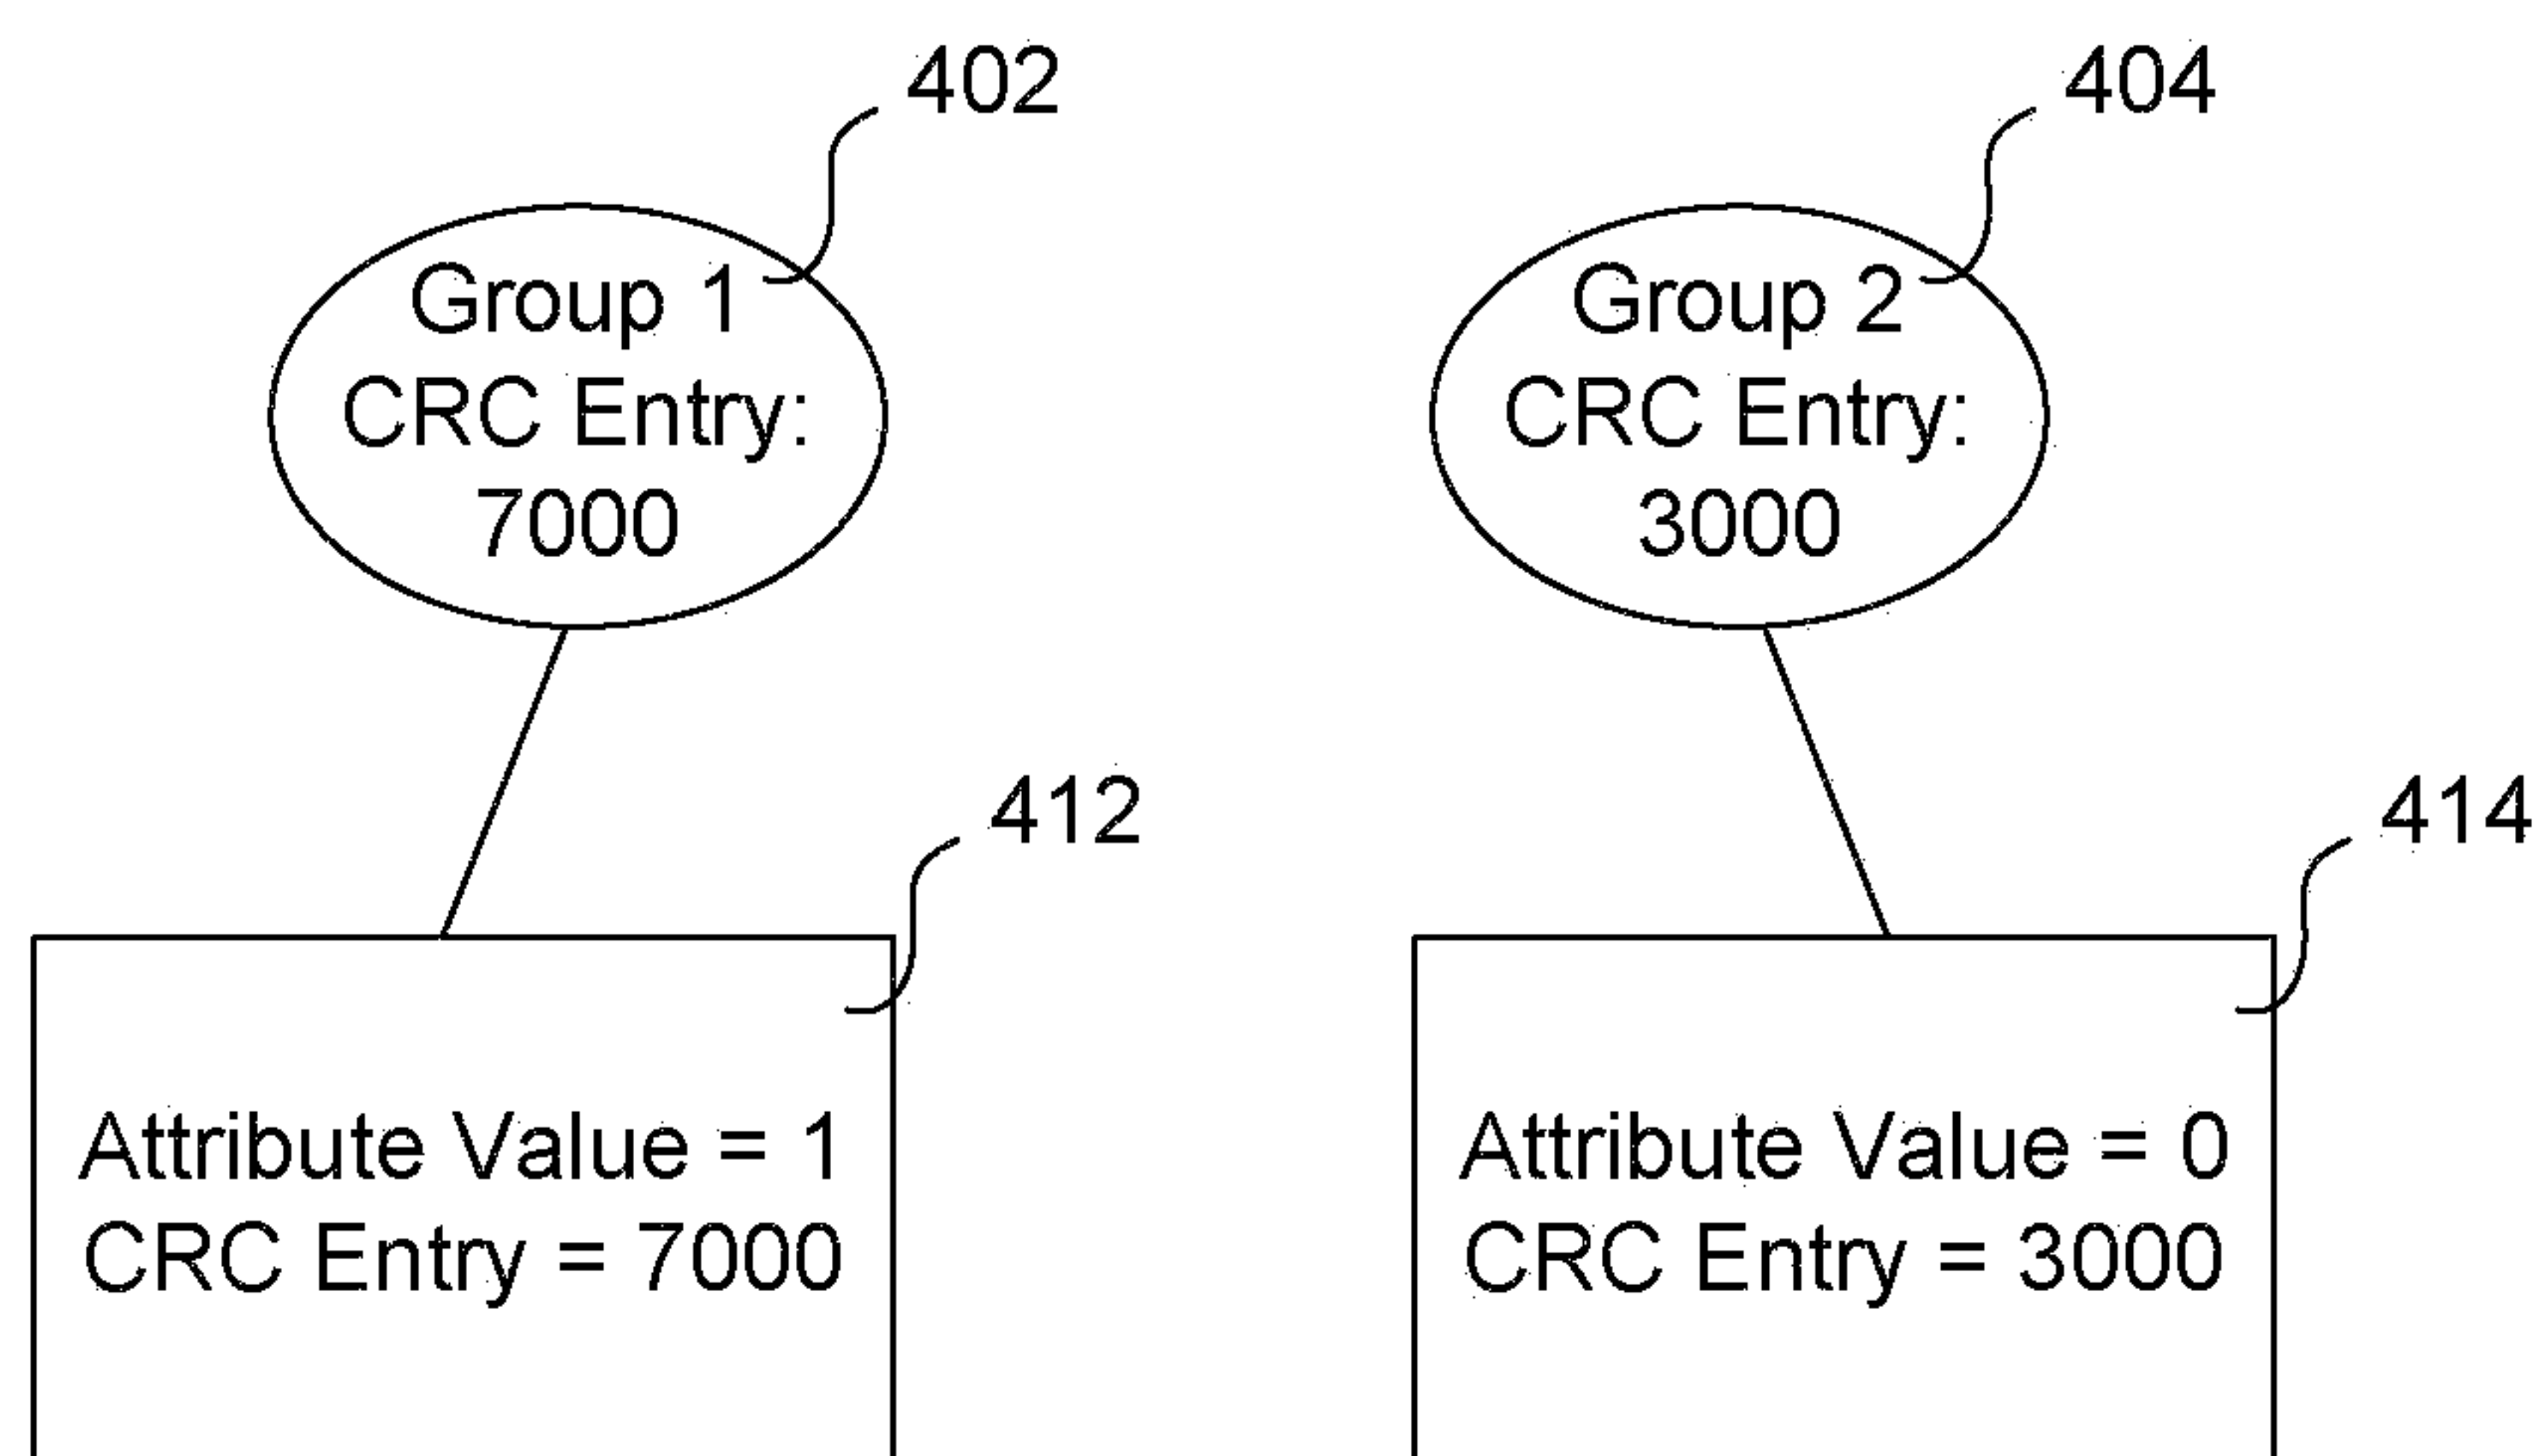 402
404
Group 1
CRC Entry:
7000
Group 2
CRC Entry:
3000
412
414
Attribute Value = 1
CRC Entry = 7000
Attribute Value = 0
CRC Entry = 3000